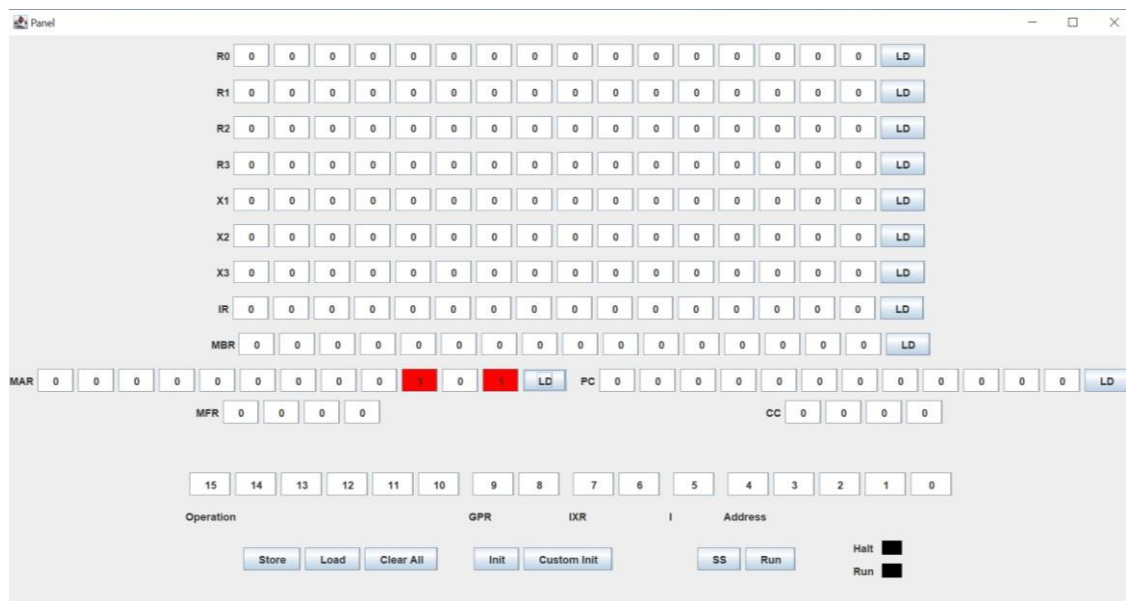 Panel
R0 0 0 0 0 0 0 0 0 0 0 0 0 0 0 0 0 LD
R1 0 0 0 0 0 0 0 0 0 0 0 0 0 0 0 0 LD
R2 0 0 0 0 0 0 0 0 0 0 0 0 0 0 0 0 LD
R3 0 0 0 0 0 0 0 0 0 0 0 0 0 0 0 0 LD
X1 0 0 0 0 0 0 0 0 0 0 0 0 0 0 0 0 LD
X2 0 0 0 0 0 0 0 0 0 0 0 0 0 0 0 0 LD
X3 0 0 0 0 0 0 0 0 0 0 0 0 0 0 0 0 LD
IR 0 0 0 0 0 0 0 0 0 0 0 0 0 0 0 0 LD
MBR 0 0 0 0 0 0 0 0 0 0 0 0 0 0 0 0 LD
MAR 0 0 0 0 0 0 0 0 0 1 0 1 LD PC 0 0 0 0 0 0 0 0 0 0 0 0 LD
MFR 0 0 0 0 CC 0 0 0 0
15 14 13 12 11 10 9 8 7 6 5 4 3 2 1 0
Operation GPR IXR I Address
Store Load Clear All Init Custom Init SS Run Halt
Run